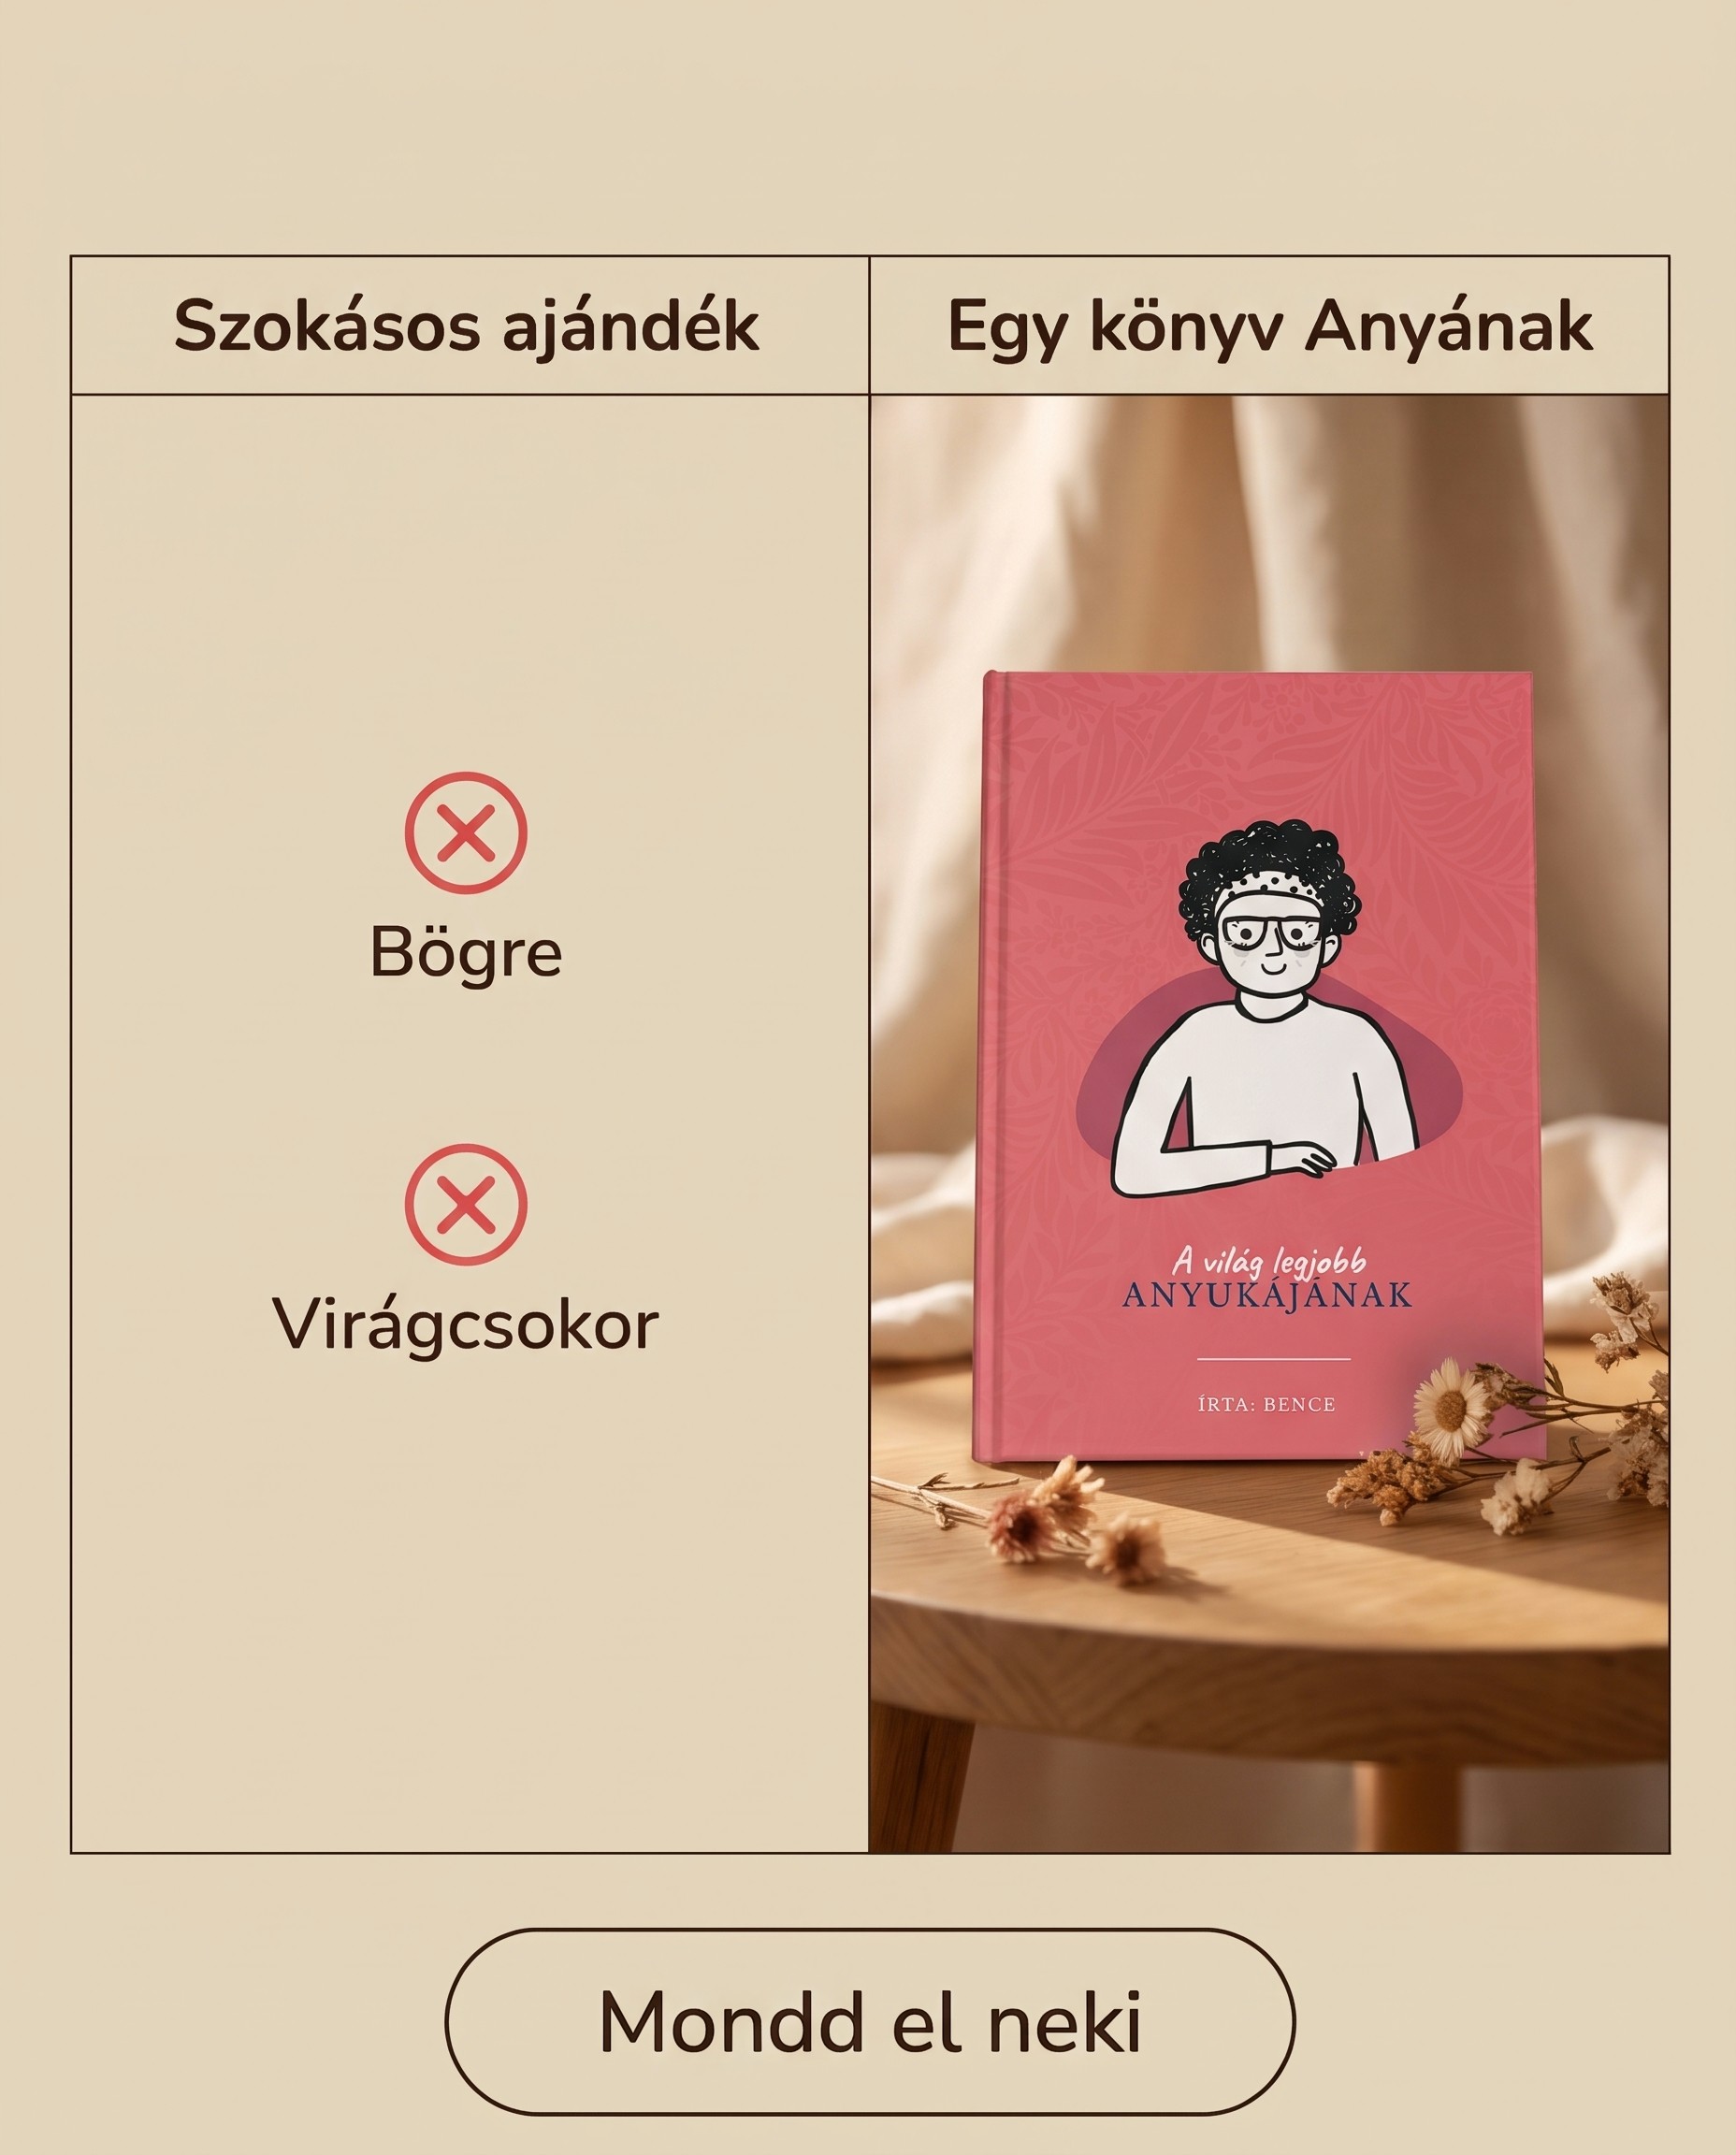 Szokásos ajándék
Egy könyv Anyának
Bögre
Virágcsokor
A világ legjobb
ANYUKÁJÁNAK
ÍRTA: BENCE
Mondd el neki